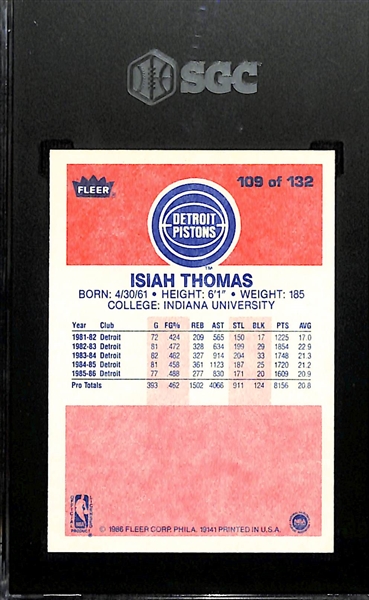 SGC
FLEER
109 of 132
DETROIT
PISTONS
TM
ISIAH THOMAS
BORN: 4/30/61 • HEIGHT: 6'1" • WEIGHT: 185
COLLEGE: INDIANA UNIVERSITY
Year Club G FG% REB AST STL BLK PTS AVG
1981-82 Detroit 72 .424 209 565 150 17 1225 17.0
1982-83 Detroit 81 .472 328 634 199 29 1854 22.9
1983-84 Detroit 82 .462 327 914 204 33 1748 21.3
1984-85 Detroit 81 .458 361 1123 187 25 1720 21.2
1985-86 Detroit 77 .488 277 830 171 20 1609 20.9
Pro Totals 393 .462 1502 4066 911 124 8156 20.8
NBA
© 1986 FLEER CORP. PHILA. 19141 PRINTED IN U.S.A.